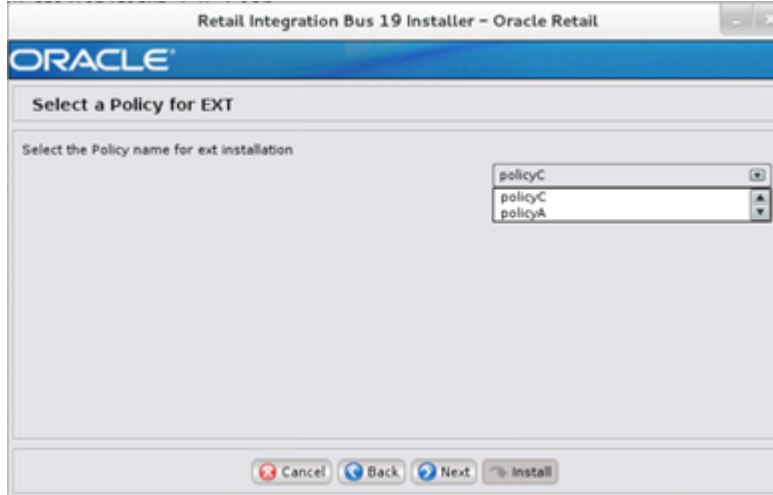 Retail Integration Bus 19 Installer – Oracle Retail
ORACLE
Select a Policy for EXT
Select the Policy name for ext installation
policyC
policyC
policyA
Cancel Back Next Install